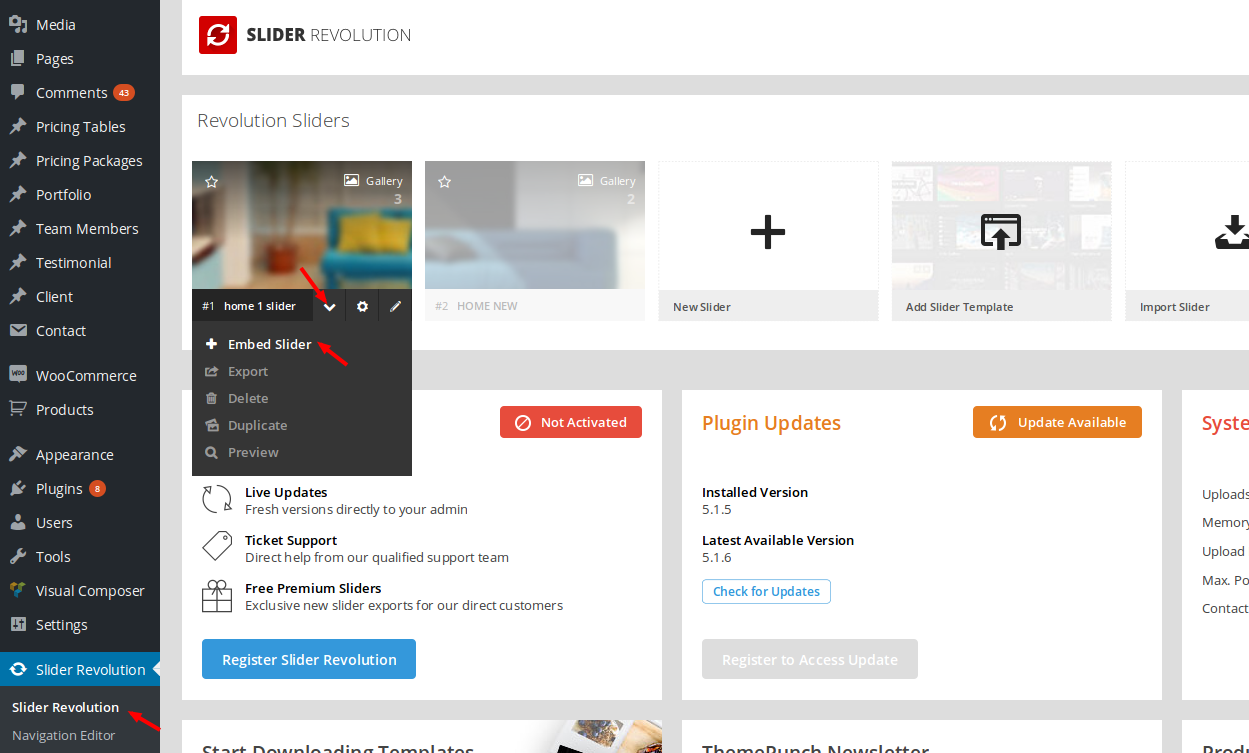 Media
Pages
Comments 43
Pricing Tables
Pricing Packages
Portfolio
Team Members
Testimonial
Client
Contact
WooCommerce
Products
Appearance
Plugins 8
Users
Tools
Visual Composer
Settings
Slider Revolution
Slider Revolution
Navigation Editor
SLIDER REVOLUTION
Revolution Sliders
Gallery
3
#1 home 1 slider
Embed Slider
Export
Delete
Duplicate
Preview
Gallery
2
#2 HOME NEW
New Slider
Add Slider Template
Import Slider
Not Activated
Live Updates
Fresh versions directly to your admin
Ticket Support
Direct help from our qualified support team
Free Premium Sliders
Exclusive new slider exports for our direct customers
Register Slider Revolution
Plugin Updates
Update Available
Installed Version
5.1.5
Latest Available Version
5.1.6
Check for Updates
Register to Access Update
Syste
Uploads
Memory
Upload
Max. Po
Contact
Start Downloading Templates
ThemePunch Newsletter
Produ